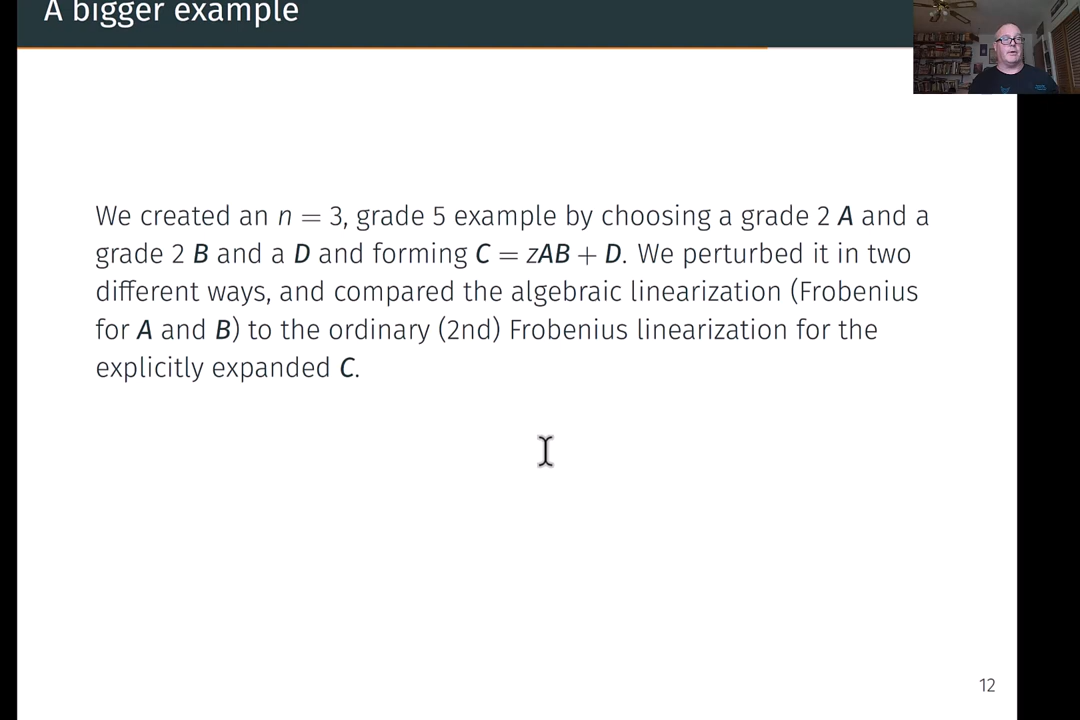 A bigger example
We created an n = 3, grade 5 example by choosing a grade 2 A and a
grade 2 B and a D and forming C = zAB + D. We perturbed it in two
different ways, and compared the algebraic linearization (Frobenius
for A and B) to the ordinary (2nd) Frobenius linearization for the
explicitly expanded C.
12